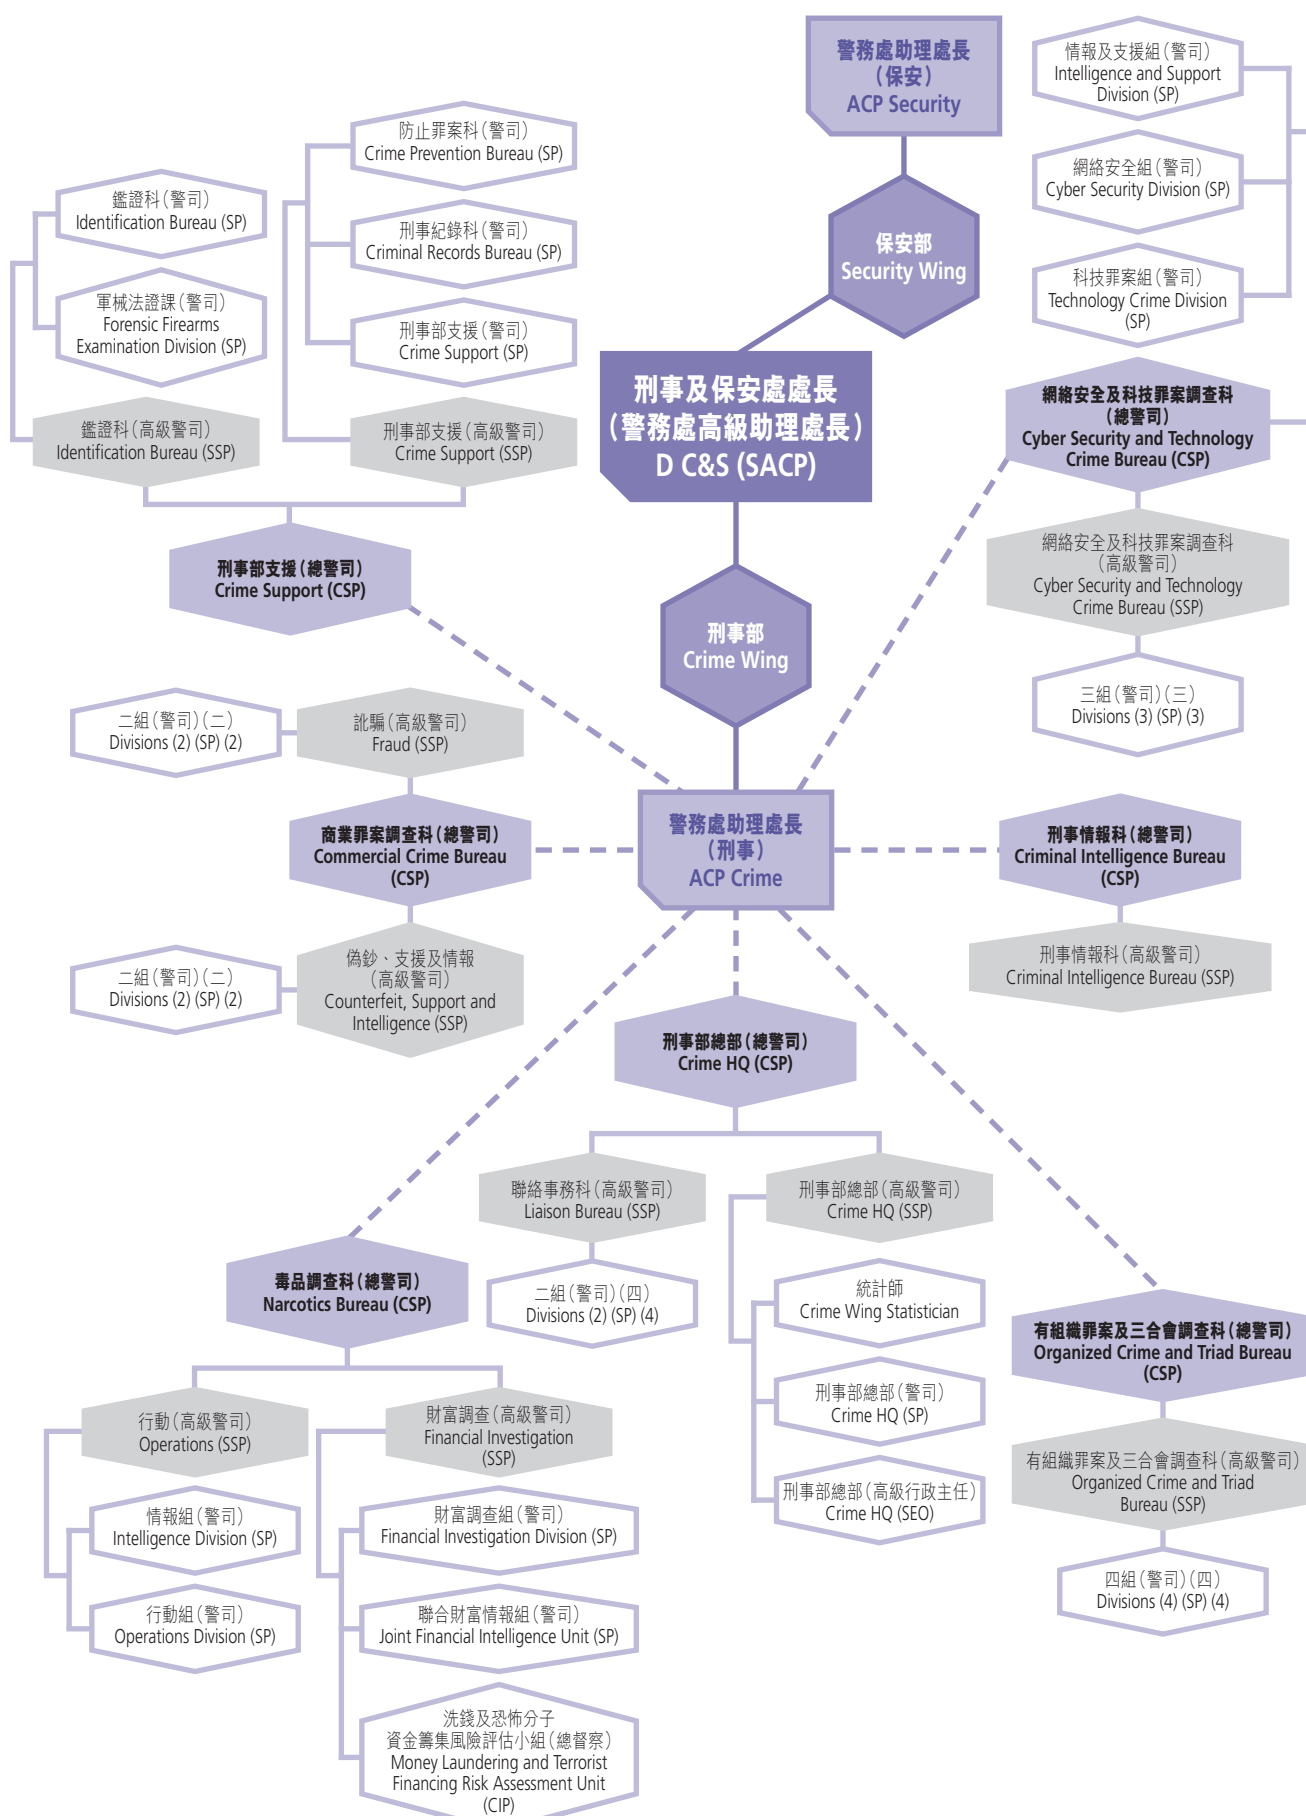 警務處助理處長
(保安)
ACP Security
保安部
Security Wing
刑事及保安處處長
(警務處高級助理處長)
D C&S (SACP)
刑事部
Crime Wing
警務處助理處長
(刑事)
ACP Crime
防止罪案科(警司)
Crime Prevention Bureau (SP)
刑事紀錄科(警司)
Criminal Records Bureau (SP)
刑事部支援(警司)
Crime Support (SP)
刑事部支援(高級警司)
Crime Support (SSP)
鑑證科(警司)
Identification Bureau (SP)
軍械法證課(警司)
Forensic Firearms
Examination Division (SP)
鑑證科(高級警司)
Identification Bureau (SSP)
刑事部支援(總警司)
Crime Support (CSP)
情報及支援組(警司)
Intelligence and Support
Division (SP)
網絡安全組(警司)
Cyber Security Division (SP)
科技罪案組(警司)
Technology Crime Division
(SP)
網絡安全及科技罪案調查科
(總警司)
Cyber Security and Technology
Crime Bureau (CSP)
網絡安全及科技罪案調查科
(高級警司)
Cyber Security and Technology
Crime Bureau (SSP)
三組(警司)(三)
Divisions (3) (SP) (3)
二組(警司)(二)
Divisions (2) (SP) (2)
訛騙(高級警司)
Fraud (SSP)
商業罪案調查科(總警司)
Commercial Crime Bureau
(CSP)
二組(警司)(二)
Divisions (2) (SP) (2)
偽鈔、支援及情報
(高級警司)
Counterfeit, Support and
Intelligence (SSP)
刑事情報科(總警司)
Criminal Intelligence Bureau
(CSP)
刑事情報科(高級警司)
Criminal Intelligence Bureau (SSP)
刑事部總部(總警司)
Crime HQ (CSP)
聯絡事務科(高級警司)
Liaison Bureau (SSP)
二組(警司)(四)
Divisions (2) (SP) (4)
刑事部總部(高級警司)
Crime HQ (SSP)
統計師
Crime Wing Statistician
刑事部總部(警司)
Crime HQ (SP)
刑事部總部(高級行政主任)
Crime HQ (SEO)
毒品調查科(總警司)
Narcotics Bureau (CSP)
行動(高級警司)
Operations (SSP)
情報組(警司)
Intelligence Division (SP)
行動組(警司)
Operations Division (SP)
財富調查(高級警司)
Financial Investigation
(SSP)
財富調查組(警司)
Financial Investigation Division (SP)
聯合財富情報組(警司)
Joint Financial Intelligence Unit (SP)
洗錢及恐怖分子
資金籌集風險評估小組(總督察)
Money Laundering and Terrorist
Financing Risk Assessment Unit
(CIP)
有組織罪案及三合會調查科(總警司)
Organized Crime and Triad Bureau
(CSP)
有組織罪案及三合會調查科(高級警司)
Organized Crime and Triad
Bureau (SSP)
四組(警司)(四)
Divisions (4) (SP) (4)